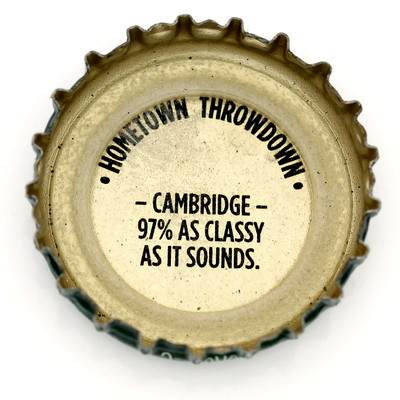 • HOMETOWN THROWDOWN •
– CAMBRIDGE –
97% AS CLASSY
AS IT SOUNDS.